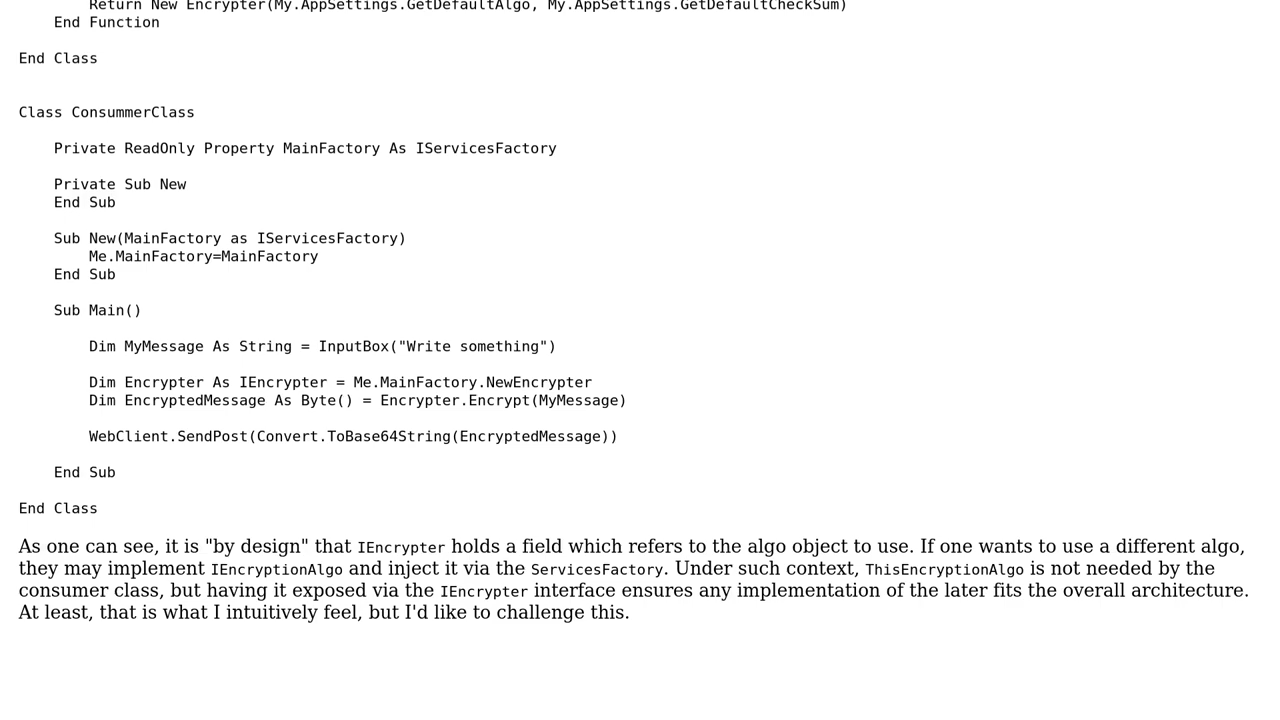 Return New Encrypter(My.AppSettings.GetDefaultAlgo, My.AppSettings.GetDefaultCheckSum)
    End Function
End Class
Class ConsummerClass
    Private ReadOnly Property MainFactory As IServicesFactory
    Private Sub New
    End Sub
    Sub New(MainFactory as IServicesFactory)
        Me.MainFactory=MainFactory
    End Sub
    Sub Main()
        Dim MyMessage As String = InputBox("Write something")
        Dim Encrypter As IEncrypter = Me.MainFactory.NewEncrypter
        Dim EncryptedMessage As Byte() = Encrypter.Encrypt(MyMessage)
        WebClient.SendPost(Convert.ToBase64String(EncryptedMessage))
    End Sub
End Class
As one can see, it is "by design" that IEncrypter holds a field which refers to the algo object to use. If one wants to use a different algo,
they may implement IEncryptionAlgo and inject it via the ServicesFactory. Under such context, ThisEncryptionAlgo is not needed by the
consumer class, but having it exposed via the IEncrypter interface ensures any implementation of the later fits the overall architecture.
At least, that is what I intuitively feel, but I'd like to challenge this.